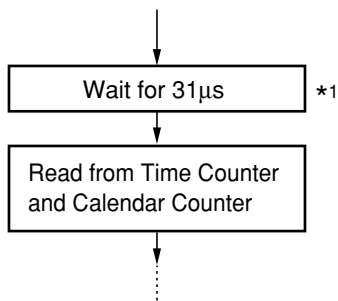 Wait for 31µs *1
Read from Time Counter
and Calendar Counter